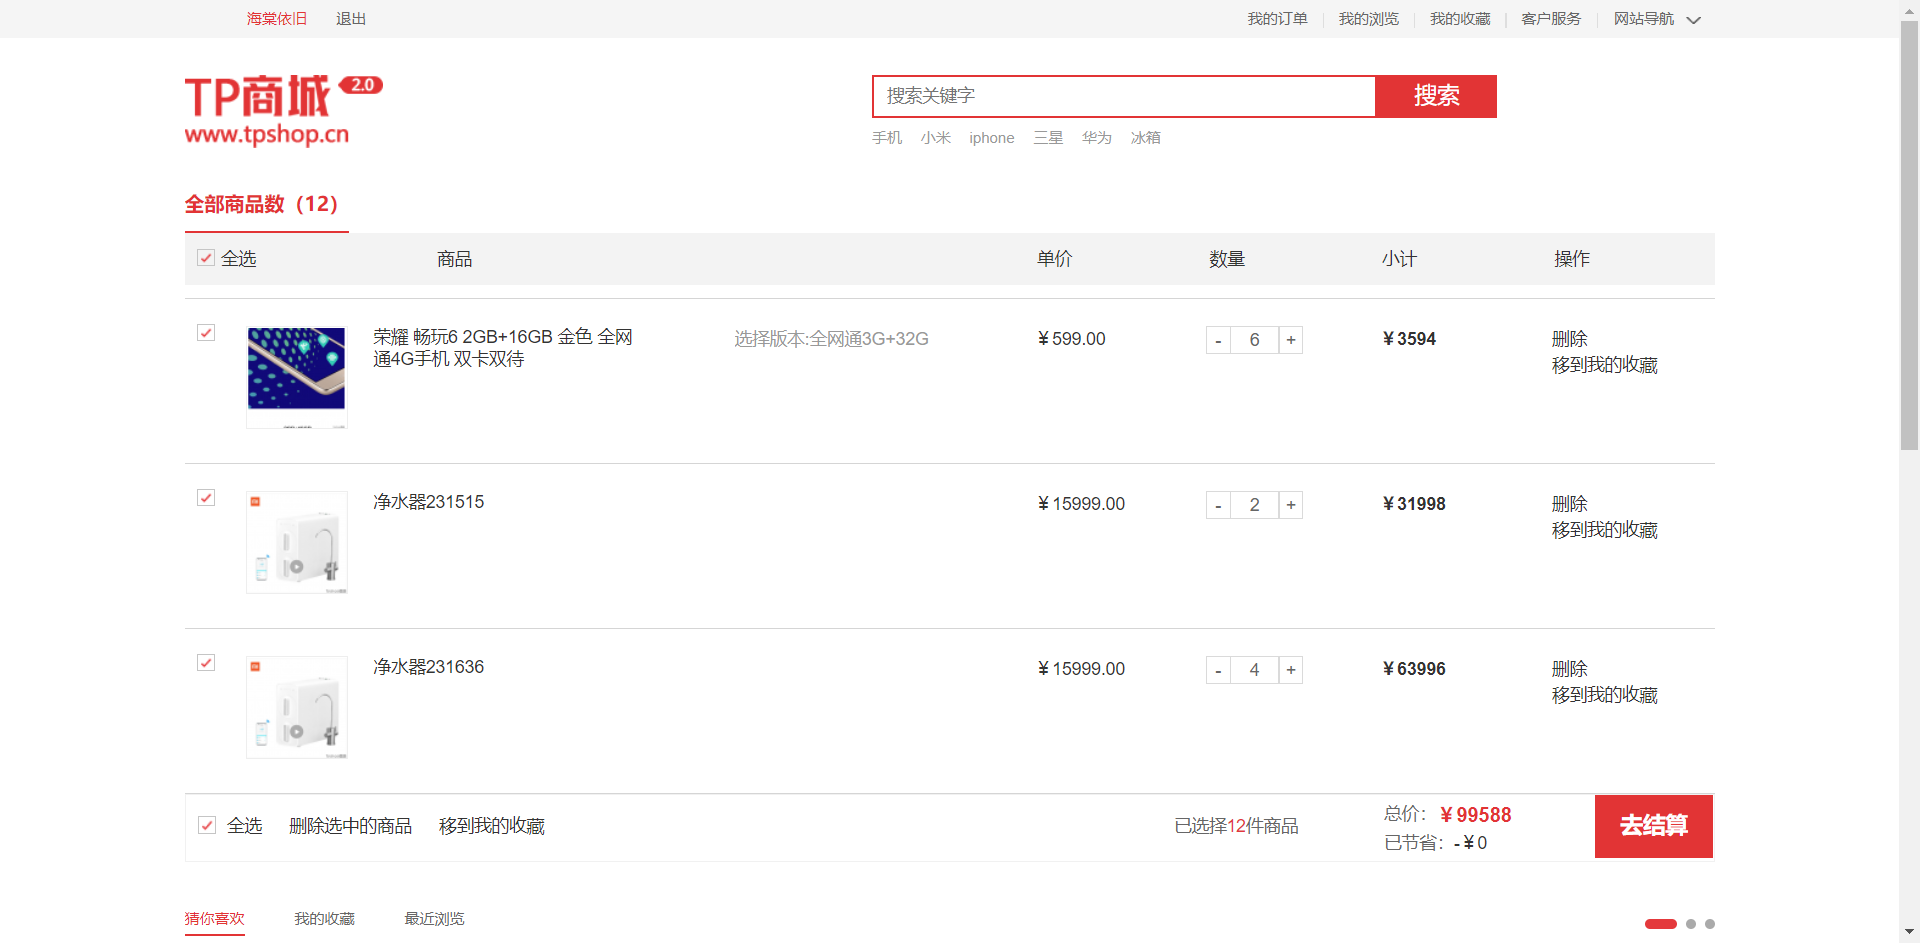 海棠依旧 退出 我的订单 我的浏览 我的收藏 客户服务 网站导航
TP商城 2.0
www.tpshop.cn
搜索关键字 搜索
手机 小米 iphone 三星 华为 冰箱
全部商品数（12）
全选 商品 单价 数量 小计 操作
荣耀 畅玩6 2GB+16GB 金色 全网 选择版本:全网通3G+32G ￥599.00 - 6 + ￥3594 删除
通4G手机 双卡双待 移到我的收藏
净水器231515 ￥15999.00 - 2 + ￥31998 删除
移到我的收藏
净水器231636 ￥15999.00 - 4 + ￥63996 删除
移到我的收藏
全选 删除选中的商品 移到我的收藏 已选择12件商品 总价： ￥99588 去结算
已节省：-￥0
猜你喜欢 我的收藏 最近浏览